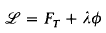 ℒ = F_T + λϕ